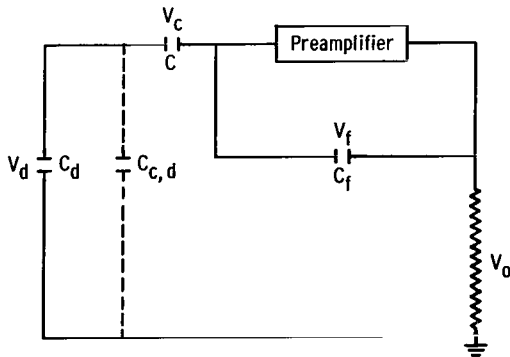 V_c
C
Preamplifier
V_f
C_f
V_d
C_d
C_c, d
V_o